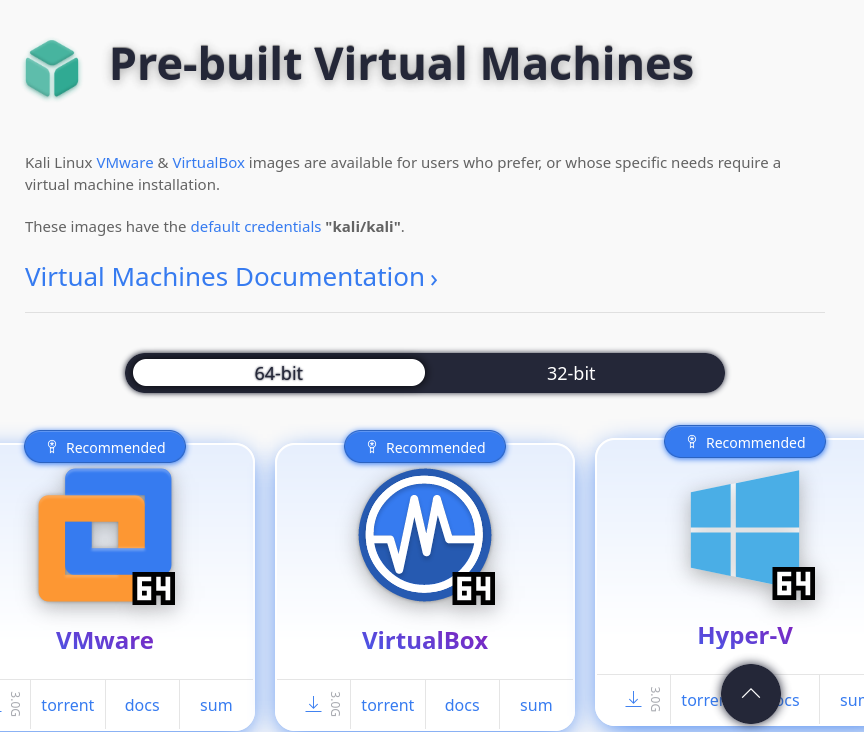 Pre-built Virtual Machines
Kali Linux VMware & VirtualBox images are available for users who prefer, or whose specific needs require a
virtual machine installation.
These images have the default credentials "kali/kali".
Virtual Machines Documentation ›
64-bit
32-bit
Recommended
Recommended
Recommended
64
64
64
VMware
VirtualBox
Hyper-V
3.0G
torrent
docs
sum
3.0G
torrent
docs
sum
3.0G